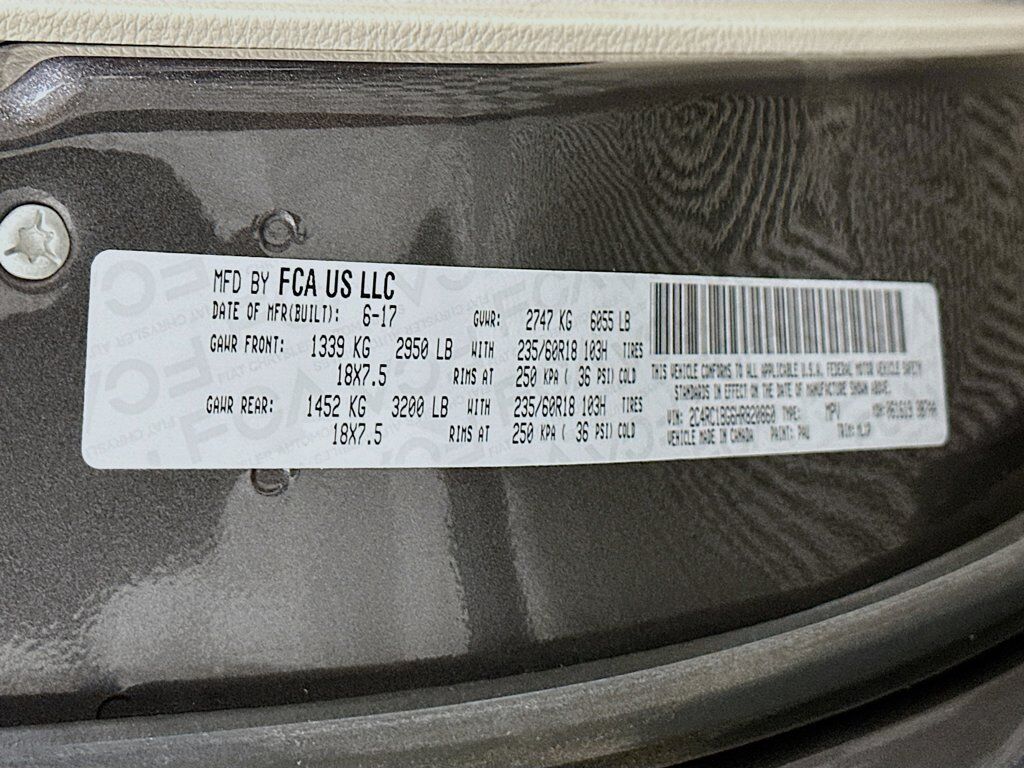 MFD BY FCA US LLC
DATE OF MFR(BUILT): 6-17 GVWR: 2747 KG 6055 LB
GAWR FRONT: 1339 KG 2950 LB WITH 235/60R18 103H TIRES
18X7.5 RIMS AT 250 KPA ( 36 PSI) COLD
GAWR REAR: 1452 KG 3200 LB WITH 235/60R18 103H TIRES
18X7.5 RIMS AT 250 KPA ( 36 PSI) COLD
THIS VEHICLE CONFORMS TO ALL APPLICABLE U.S.A. FEDERAL MOTOR VEHICLE SAFETY
STANDARDS IN EFFECT ON THE DATE OF MANUFACTURE SHOWN ABOVE.
VIN: 2C4RC1BG6HR820860 TYPE: MPV
VEHICLE MADE IN CANADA PAINT: PAU